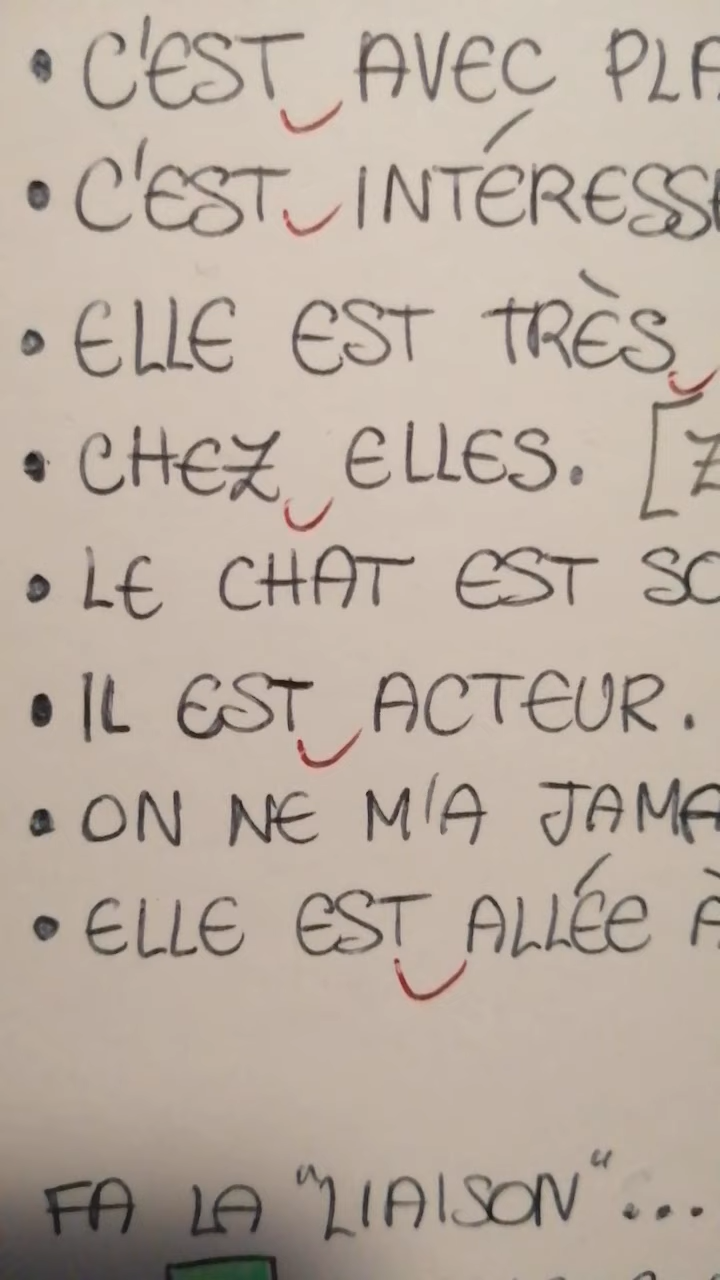 • C'EST AVEC PLA
• C'EST INTÉRESSE
• ELLE EST TRÈS
• CHEZ ELLES. [Z
• LE CHAT EST SO
• IL EST ACTEUR.
• ON NE M'A JAMA
• ELLE EST ALLÉE À
FA LA "LIAISON"...